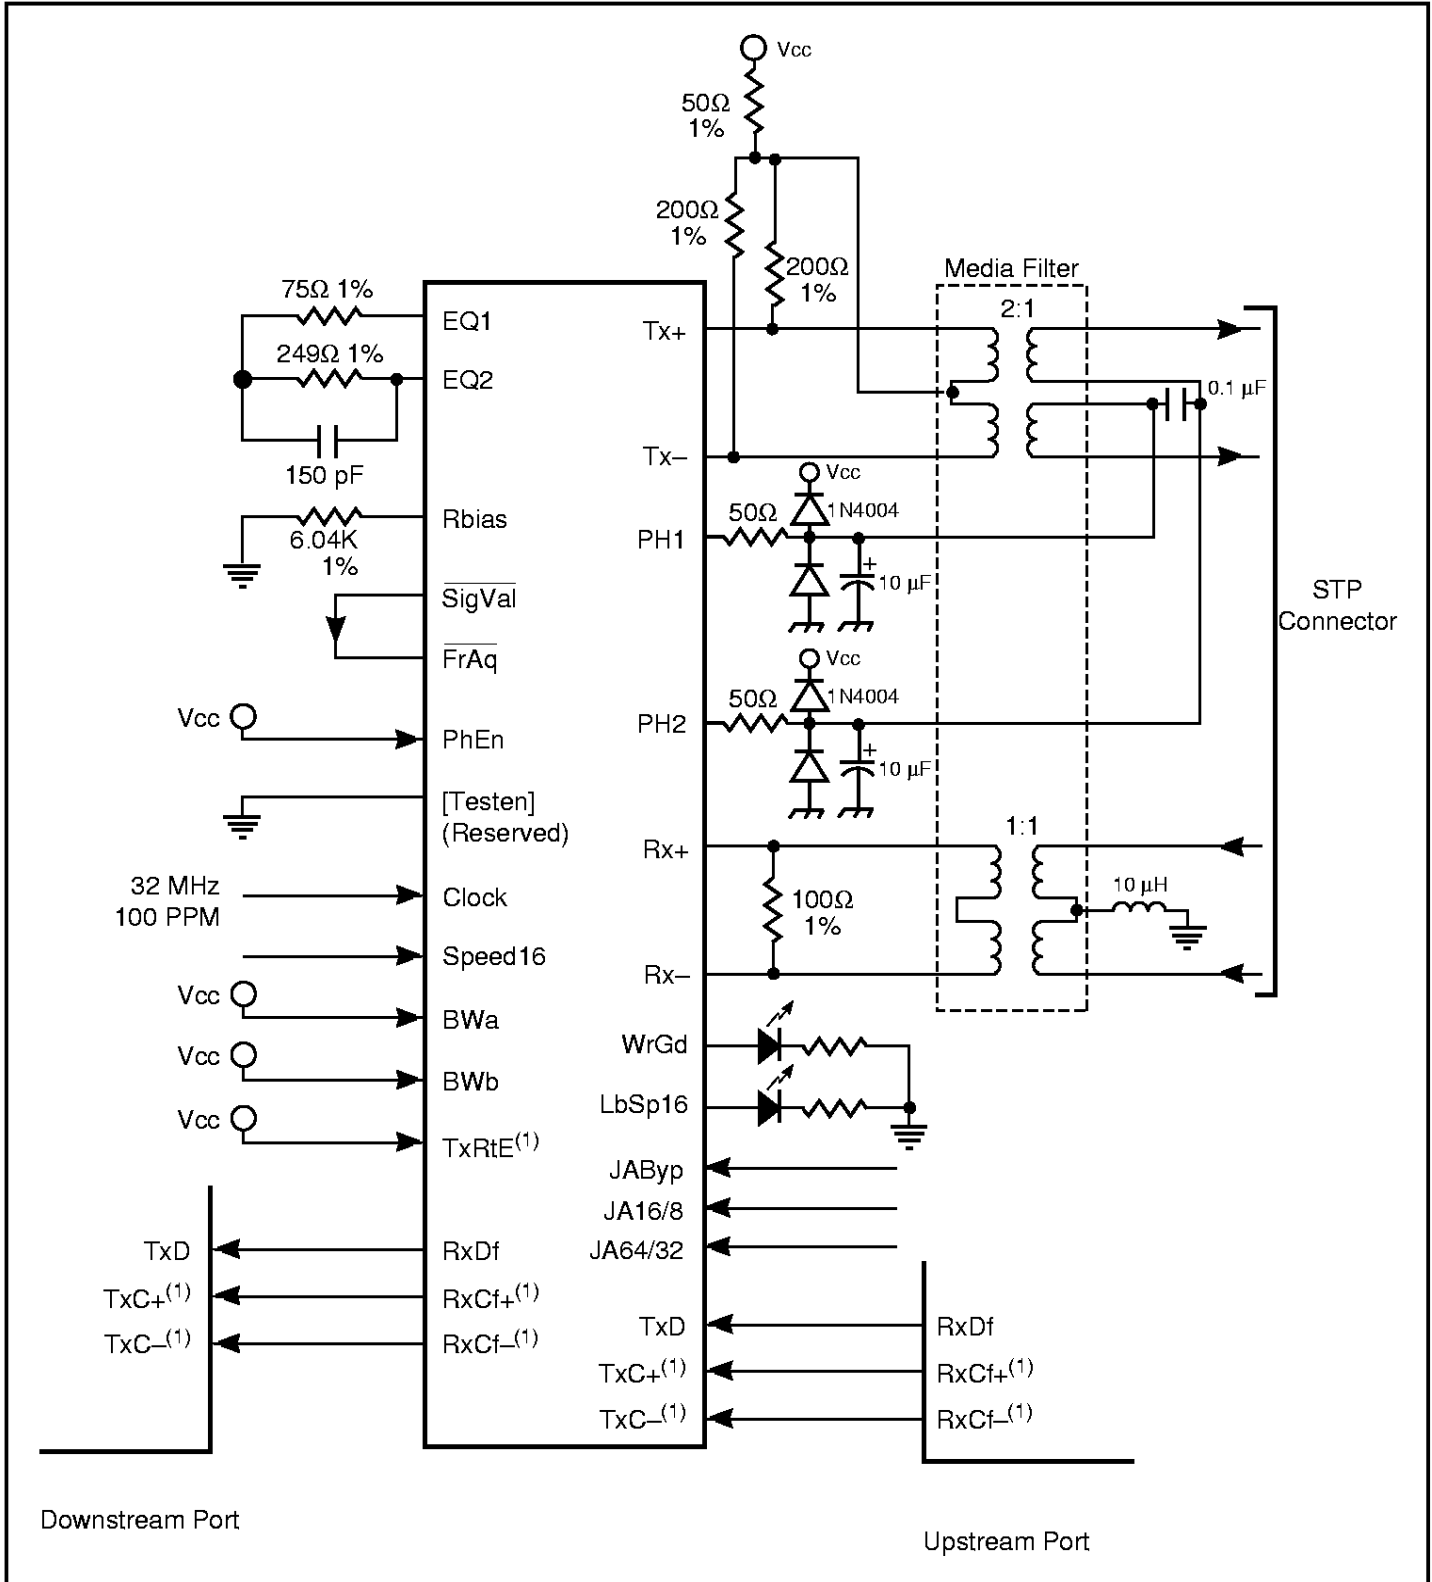 Vcc
50Ω
1%
200Ω
1%
200Ω
1%
Media Filter
2:1
75Ω 1%
EQ1
Tx+
249Ω 1%
EQ2
0.1 µF
150 pF
Tx–
Vcc
1N4004
50Ω
Rbias
PH1
6.04K
1%
10 µF
+
SigVal
STP
Connector
FrAq
Vcc
1N4004
50Ω
Vcc
PH2
PhEn
+
10 µF
[Testen]
(Reserved)
1:1
Rx+
32 MHz
100 PPM
Clock
100Ω
1%
10 µH
Speed16
Rx–
Vcc
BWa
WrGd
Vcc
BWb
LbSp16
Vcc
TxRtE(1)
JAByp
JA16/8
JA64/32
TxD
RxDf
TxC+(1)
RxCf+(1)
TxC–(1)
RxCf–(1)
TxD
RxDf
TxC+(1)
RxCf+(1)
TxC–(1)
RxCf–(1)
Downstream Port
Upstream Port